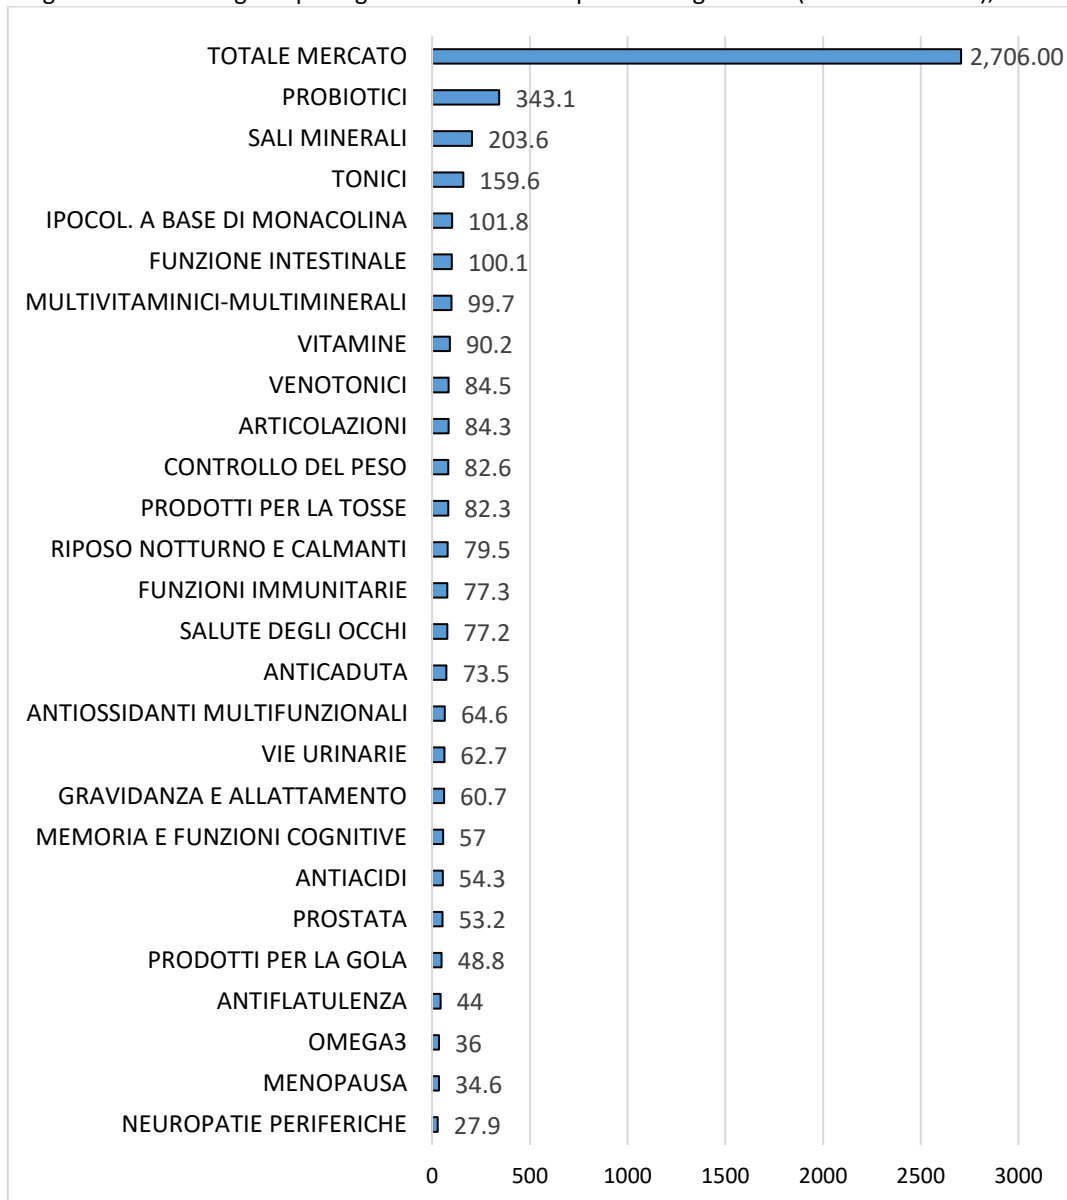 TOTALE MERCATO 2,706.00
PROBIOTICI 343.1
SALI MINERALI 203.6
TONICI 159.6
IPOCOL. A BASE DI MONACOLINA 101.8
FUNZIONE INTESTINALE 100.1
MULTIVITAMINICI-MULTIMINERALI 99.7
VITAMINE 90.2
VENOTONICI 84.5
ARTICOLAZIONI 84.3
CONTROLLO DEL PESO 82.6
PRODOTTI PER LA TOSSE 82.3
RIPOSO NOTTURNO E CALMANTI 79.5
FUNZIONI IMMUNITARIE 77.3
SALUTE DEGLI OCCHI 77.2
ANTICADUTA 73.5
ANTIOSSIDANTI MULTIFUNZIONALI 64.6
VIE URINARIE 62.7
GRAVIDANZA E ALLATTAMENTO 60.7
MEMORIA E FUNZIONI COGNITIVE 57
ANTIACIDI 54.3
PROSTATA 53.2
PRODOTTI PER LA GOLA 48.8
ANTIFLATULENZA 44
OMEGA3 36
MENOPAUSA 34.6
NEUROPATIE PERIFERICHE 27.9
0 500 1000 1500 2000 2500 3000